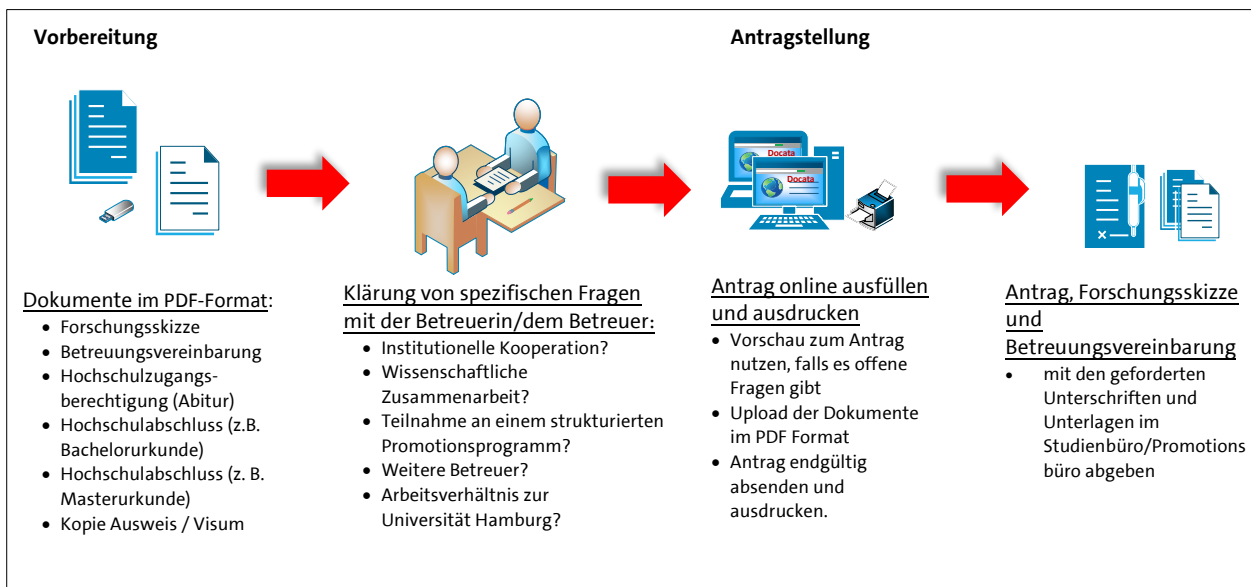 Vorbereitung
Antragstellung
Docata
Docata
Dokumente im PDF-Format:
• Forschungsskizze
• Betreuungsvereinbarung
• Hochschulzugangs-
berechtigung (Abitur)
• Hochschulabschluss (z.B.
Bachelorurkunde)
• Hochschulabschluss (z. B.
Masterurkunde)
• Kopie Ausweis / Visum
Klärung von spezifischen Fragen
mit der Betreuerin/dem Betreuer:
• Institutionelle Kooperation?
• Wissenschaftliche
Zusammenarbeit?
• Teilnahme an einem strukturierten
Promotionsprogramm?
• Weitere Betreuer?
• Arbeitsverhältnis zur
Universität Hamburg?
Antrag online ausfüllen
und ausdrucken
• Vorschau zum Antrag
nutzen, falls es offene
Fragen gibt
• Upload der Dokumente
im PDF Format
• Antrag endgültig
absenden und
ausdrucken.
Antrag, Forschungsskizze
und
Betreuungsvereinbarung
• mit den geforderten
Unterschriften und
Unterlagen im
Studienbüro/Promotions
büro abgeben